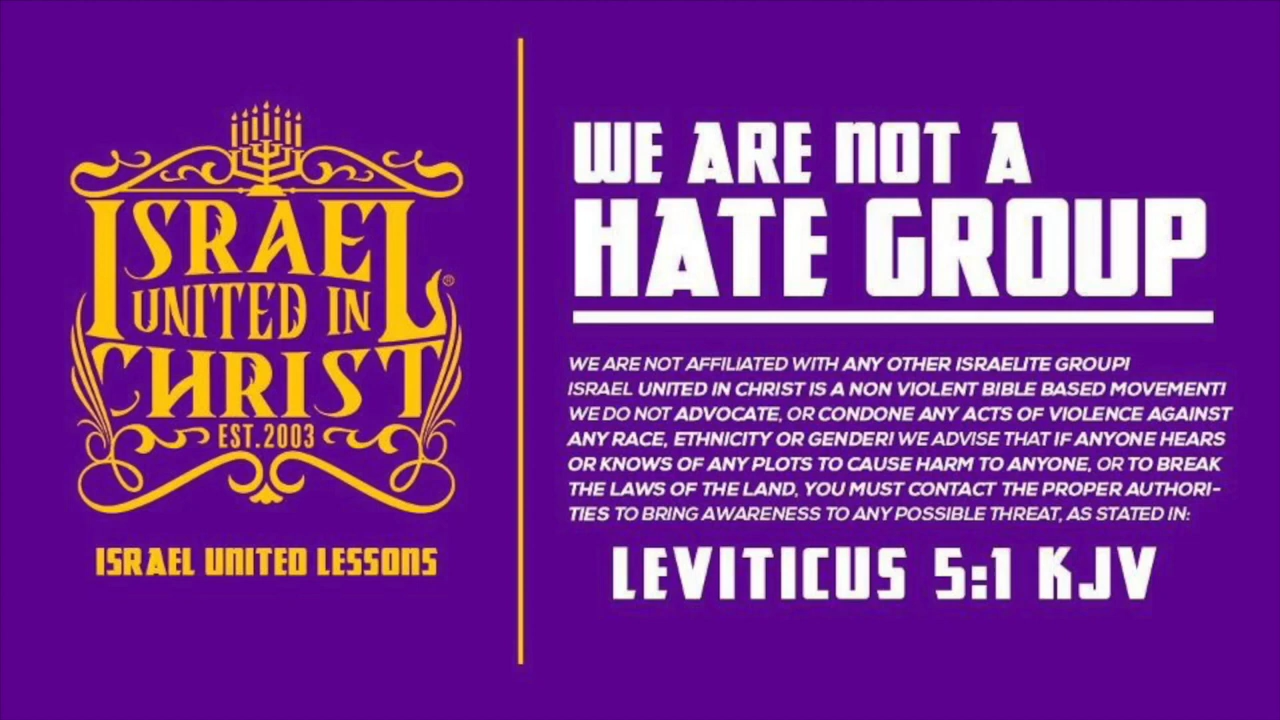 ISRAEL
UNITED IN
CHRIST
EST. 2003
®
ISRAEL UNITED LESSONS
WE ARE NOT A
HATE GROUP
WE ARE NOT AFFILIATED WITH ANY OTHER ISRAELITE GROUP!
ISRAEL UNITED IN CHRIST IS A NON VIOLENT BIBLE BASED MOVEMENT!
WE DO NOT ADVOCATE, OR CONDONE ANY ACTS OF VIOLENCE AGAINST
ANY RACE, ETHNICITY OR GENDER! WE ADVISE THAT IF ANYONE HEARS
OR KNOWS OF ANY PLOTS TO CAUSE HARM TO ANYONE, OR TO BREAK
THE LAWS OF THE LAND, YOU MUST CONTACT THE PROPER AUTHORI-
TIES TO BRING AWARENESS TO ANY POSSIBLE THREAT, AS STATED IN:
LEVITICUS 5:1 KJV